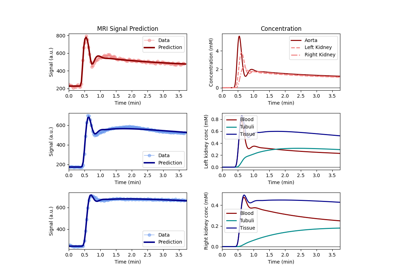 MRI Signal Prediction
Concentration
800
600
400
200
Signal (a.u.)
Data
Prediction
0.0 0.5 1.0 1.5 2.0 2.5 3.0 3.5
Time (min)
6
4
2
0
Concentration (mM)
Aorta
Left Kidney
Right Kidney
0.0 0.5 1.0 1.5 2.0 2.5 3.0 3.5
Time (min)
600
400
200
Signal (a.u.)
Data
Prediction
0.0 0.5 1.0 1.5 2.0 2.5 3.0 3.5
Time (min)
0.8
0.6
0.4
0.2
0.0
Left kidney conc (mM)
Blood
Tubuli
Tissue
0.0 0.5 1.0 1.5 2.0 2.5 3.0 3.5
Time (min)
600
400
Signal (a.u.)
Data
Prediction
0.0 0.5 1.0 1.5 2.0 2.5 3.0 3.5
Time (min)
0.4
0.2
0.0
Right kidney conc (mM)
Blood
Tubuli
Tissue
0.0 0.5 1.0 1.5 2.0 2.5 3.0 3.5
Time (min)